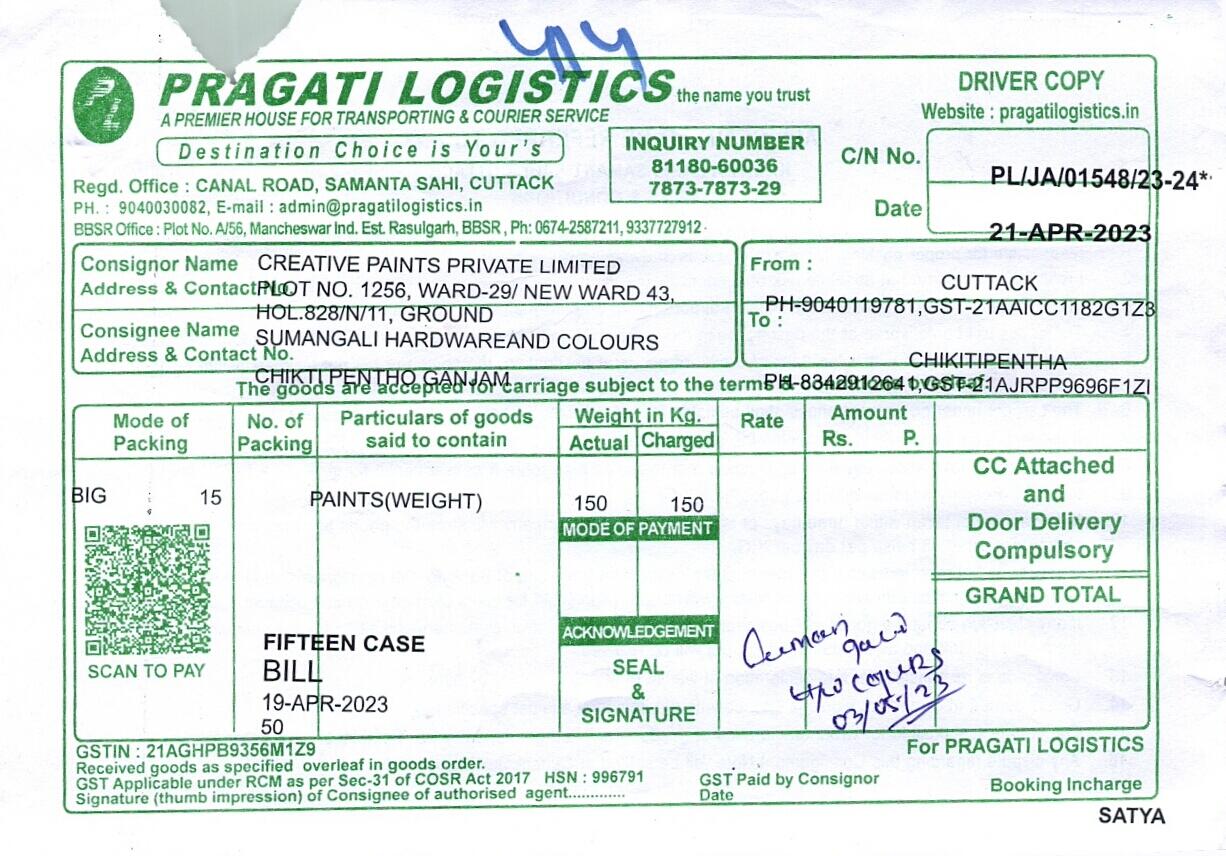 PRAGATI LOGISTICS the name you trust
A PREMIER HOUSE FOR TRANSPORTING & COURIER SERVICE
Destination Choice is Your's
Regd. Office : CANAL ROAD, SAMANTA SAHI, CUTTACK
PH. : 9040030082, E-mail : admin@pragatilogistics.in
BBSR Office : Plot No. A/56, Mancheswar Ind. Est. Rasulgarh, BBSR , Ph: 0674-2587211, 9337727912
INQUIRY NUMBER
81180-60036
7873-7873-29
DRIVER COPY
Website : pragatilogistics.in
C/N No. PL/JA/01548/23-24*
Date 21-APR-2023
Consignor Name CREATIVE PAINTS PRIVATE LIMITED
Address & Contact No. PLOT NO. 1256, WARD-29/ NEW WARD 43,
HOL.828/N/11, GROUND
Consignee Name SUMANGALI HARDWAREAND COLOURS
Address & Contact No.
CHIKTI PENTHO GANJAM
From :
CUTTACK
PH-9040119781,GST-21AAICC1182G1Z3
To :
CHIKITIPENTHA
PH-8342912641,GST-21AJRPP9696F1ZI
The goods are accepted for carriage subject to the terms &
Mode of Packing
No. of Packing
Particulars of goods said to contain
Weight in Kg.
Actual Charged
Rate
Amount
Rs. P.
BIG : 15 PAINTS(WEIGHT) 150 150
MODE OF PAYMENT
CC Attached
and
Door Delivery
Compulsory
GRAND TOTAL
SCAN TO PAY
FIFTEEN CASE
BILL
19-APR-2023
50
ACKNOWLEDGEMENT
SEAL
&
SIGNATURE
03/05/23
GSTIN : 21AGHPB9356M1Z9
Received goods as specified overleaf in goods order.
GST Applicable under RCM as per Sec-31 of COSR Act 2017 HSN : 996791
Signature (thumb impression) of Consignee of authorised agent.............
GST Paid by Consignor
Date
For PRAGATI LOGISTICS
Booking Incharge
SATYA